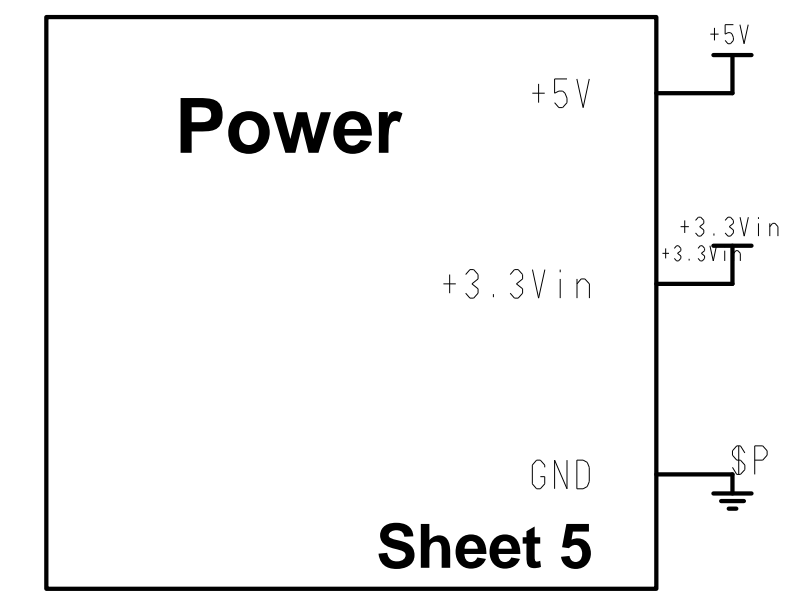 +5V
Power
+5V
+3.3Vin
+3.3Vin
+3.3Vin
$P
GND
Sheet 5